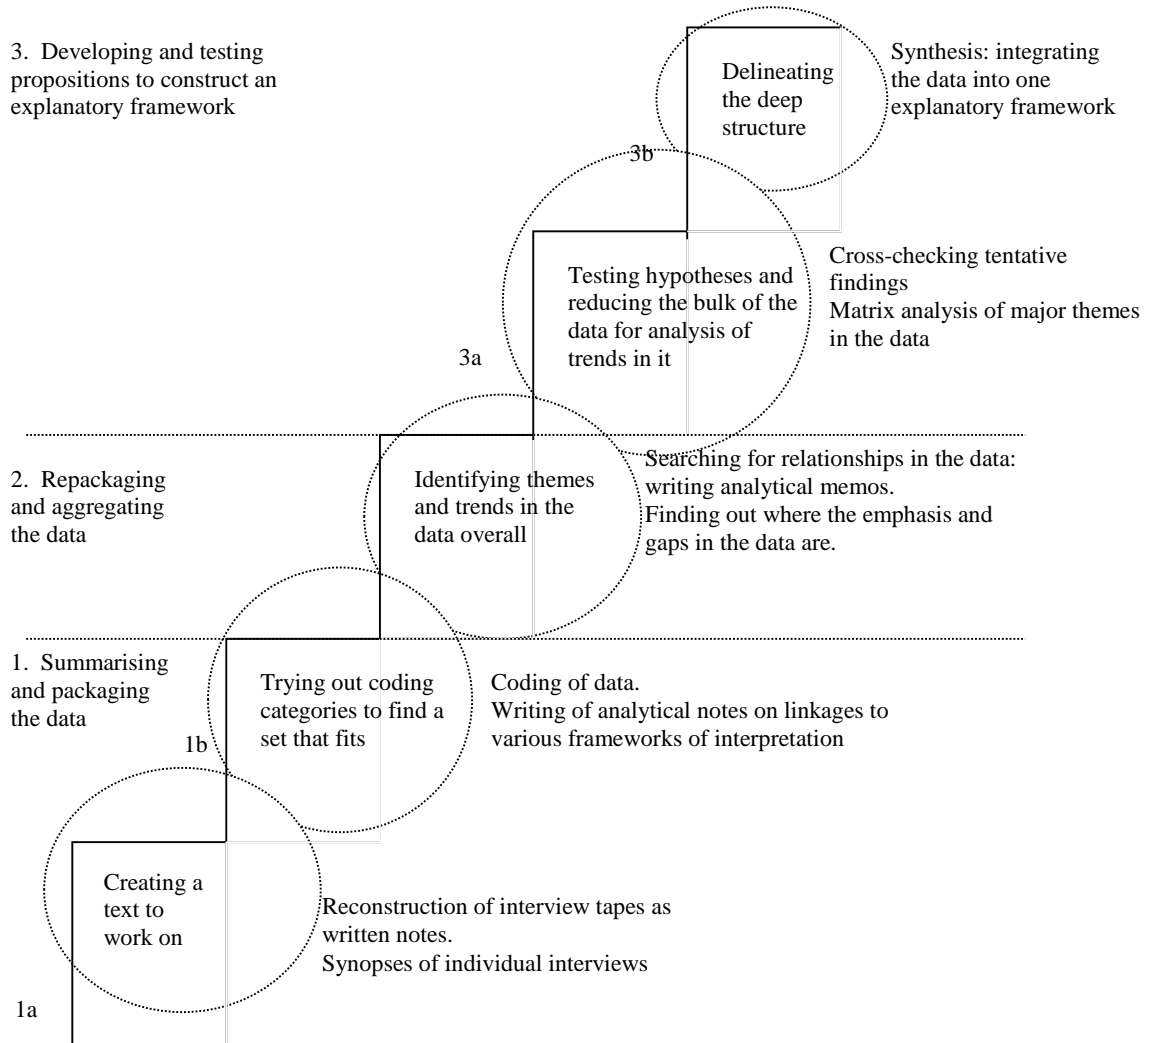 3. Developing and testing
propositions to construct an
explanatory framework
Delineating
the deep
structure
Synthesis: integrating
the data into one
explanatory framework
3b
Testing hypotheses and
reducing the bulk of the
data for analysis of
trends in it
Cross-checking tentative
findings
Matrix analysis of major themes
in the data
3a
2. Repackaging
and aggregating
the data
Identifying themes
and trends in the
data overall
Searching for relationships in the data:
writing analytical memos.
Finding out where the emphasis and
gaps in the data are.
1. Summarising
and packaging
the data
Trying out coding
categories to find a
set that fits
Coding of data.
Writing of analytical notes on linkages to
various frameworks of interpretation
1b
Creating a
text to
work on
Reconstruction of interview tapes as
written notes.
Synopses of individual interviews
1a